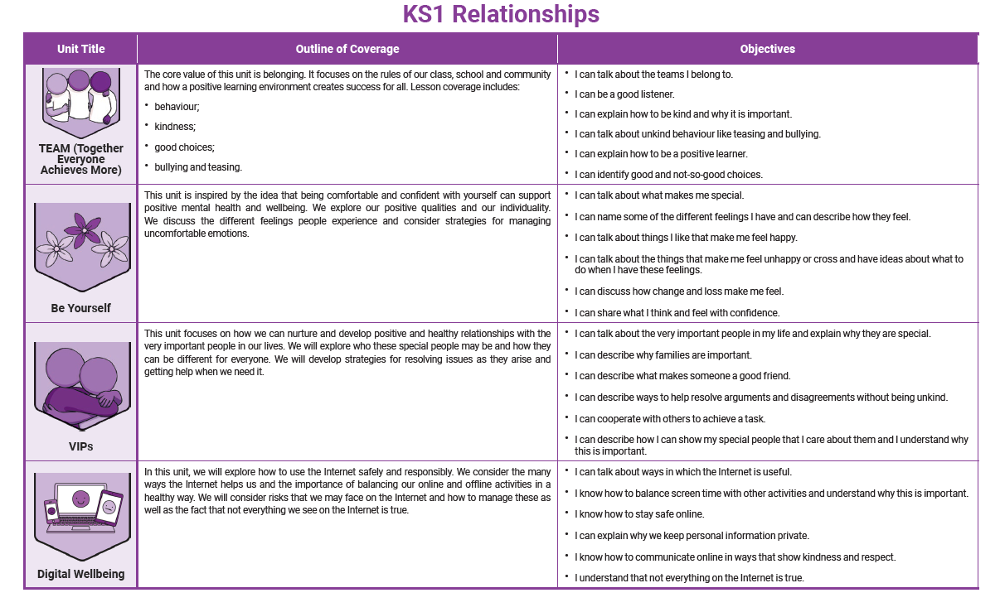 KS1 Relationships
Unit Title
Outline of Coverage
Objectives
TEAM (Together
Everyone
Achieves More)
The core value of this unit is belonging. It focuses on the rules of our class, school and community
and how a positive learning environment creates success for all. Lesson coverage includes:
• behaviour;
• kindness;
• good choices;
• bullying and teasing.
• I can talk about the teams I belong to.
• I can be a good listener.
• I can explain how to be kind and why it is important.
• I can talk about unkind behaviour like teasing and bullying.
• I can explain how to be a positive learner.
• I can identify good and not-so-good choices.
Be Yourself
This unit is inspired by the idea that being comfortable and confident with yourself can support
positive mental health and wellbeing. We explore our positive qualities and our individuality.
We discuss the different feelings people experience and consider strategies for managing
uncomfortable emotions.
• I can talk about what makes me special.
• I can name some of the different feelings I have and can describe how they feel.
• I can talk about things I like that make me feel happy.
• I can talk about the things that make me feel unhappy or cross and have ideas about what to
do when I have these feelings.
• I can discuss how change and loss make me feel.
• I can share what I think and feel with confidence.
VIPs
This unit focuses on how we can nurture and develop positive and healthy relationships with the
very important people in our lives. We will explore who these special people may be and how they
can be different for everyone. We will develop strategies for resolving issues as they arise and
getting help when we need it.
• I can talk about the very important people in my life and explain why they are special.
• I can describe why families are important.
• I can describe what makes someone a good friend.
• I can describe ways to help resolve arguments and disagreements without being unkind.
• I can cooperate with others to achieve a task.
• I can describe how I can show my special people that I care about them and I understand why
this is important.
Digital Wellbeing
In this unit, we will explore how to use the Internet safely and responsibly. We consider the many
ways the Internet helps us and the importance of balancing our online and offline activities in a
healthy way. We will consider risks that we may face on the Internet and how to manage these as
well as the fact that not everything we see on the Internet is true.
• I can talk about ways in which the Internet is useful.
• I know how to balance screen time with other activities and understand why this is important.
• I know how to stay safe online.
• I can explain why we keep personal information private.
• I know how to communicate online in ways that show kindness and respect.
• I understand that not everything on the Internet is true.